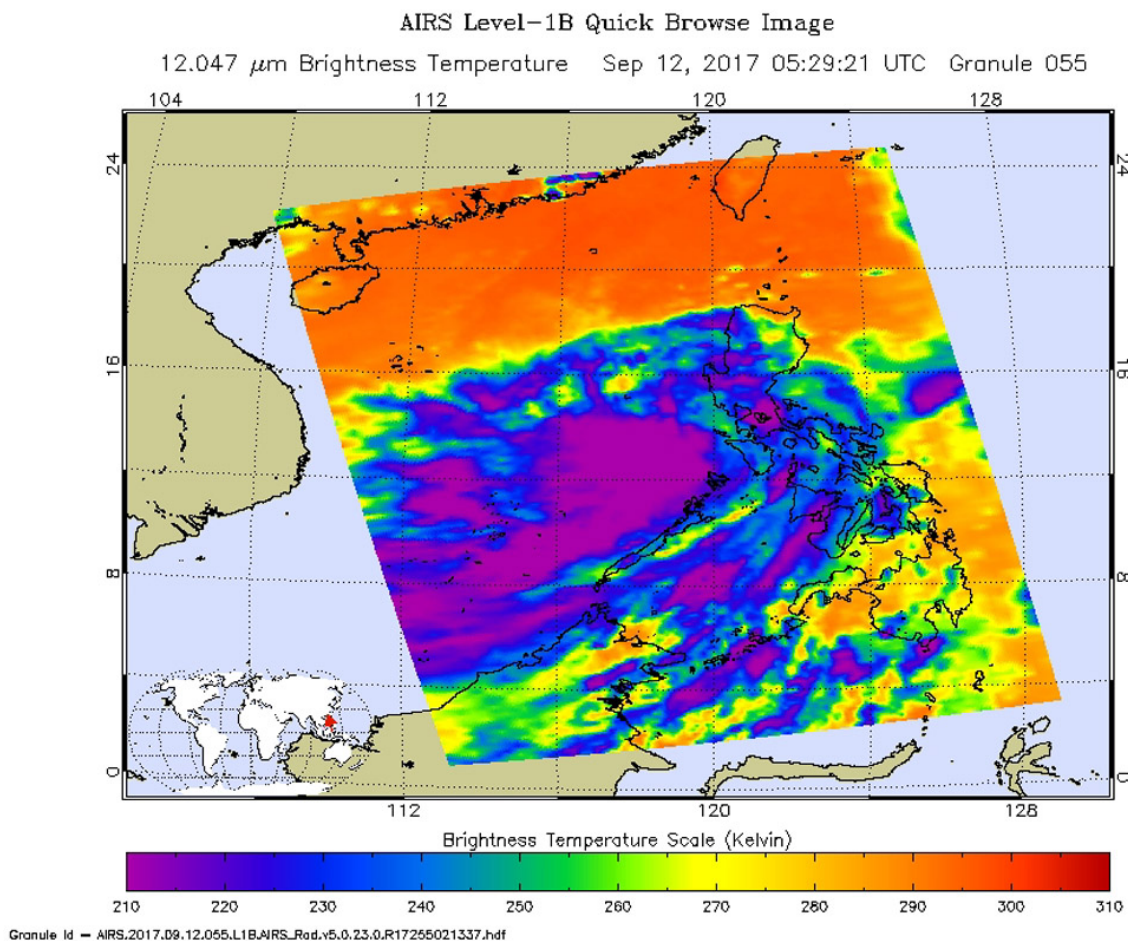 AIRS Level-1B Quick Browse Image
12.047 μm Brightness Temperature Sep 12, 2017 05:29:21 UTC Granule 055
104 112 120 128
24 24
16 16
8 8
0 0
112 120 128
Brightness Temperature Scale (Kelvin)
210 220 230 240 250 260 270 280 290 300 310
Granule Id - AIRS.2017.09.12.055.L1B.AIRS_Rad.v5.0.23.0.R17255021337.hdf